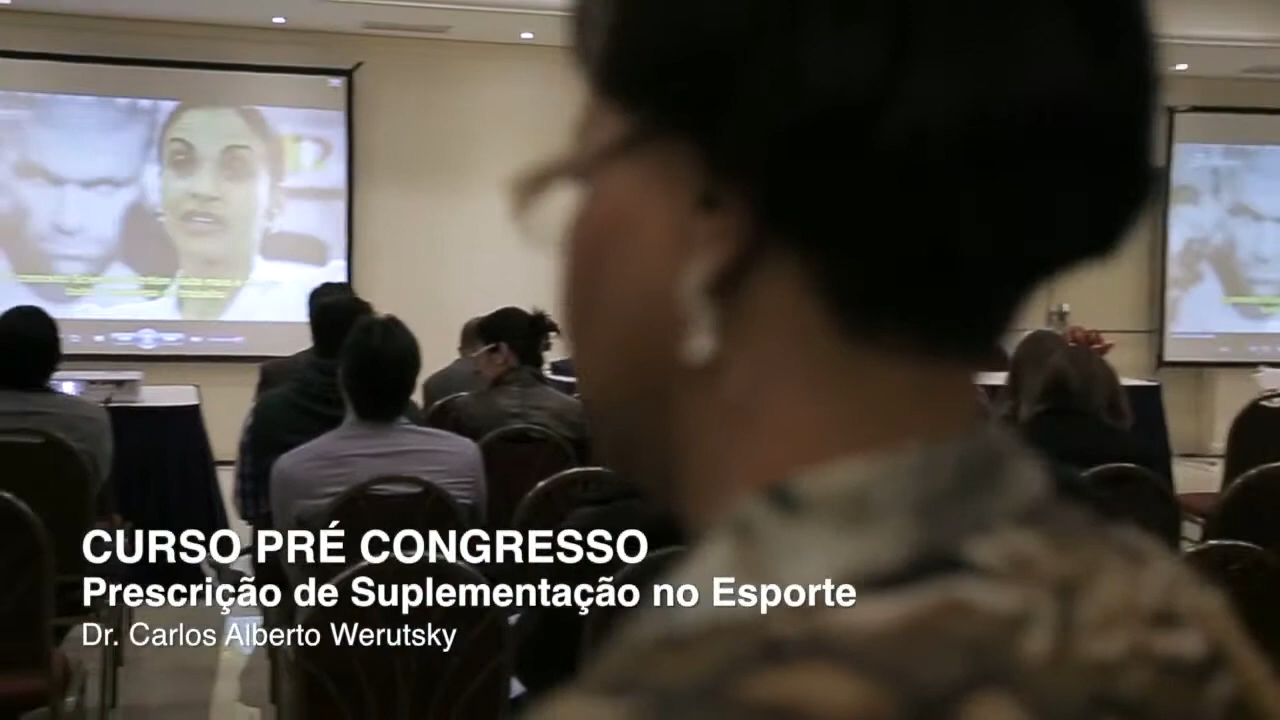 CURSO PRÉ CONGRESSO
Prescrição de Suplementação no Esporte
Dr. Carlos Alberto Werutsky